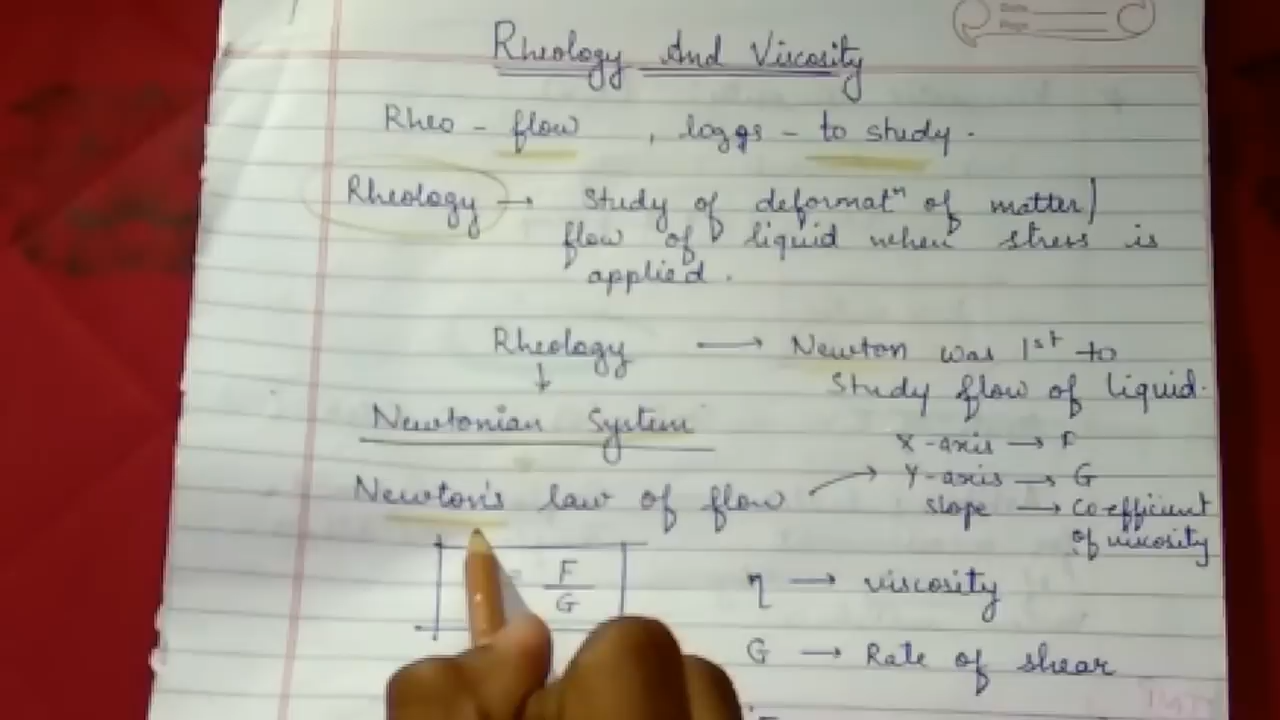 Rheology And Viscosity
Rheo - flow , loggs - to study.
Rheology → Study of deformatⁿ of matter/
flow of liquid when stress is
applied.
Rheology → Newton was 1st to
↓ study flow of liquid.
Newtonian System
X-axis → F
Newton's law of flow → Y-axis → G
slope → Coefficient
of viscosity
F
G
η → viscosity
G → Rate of shear